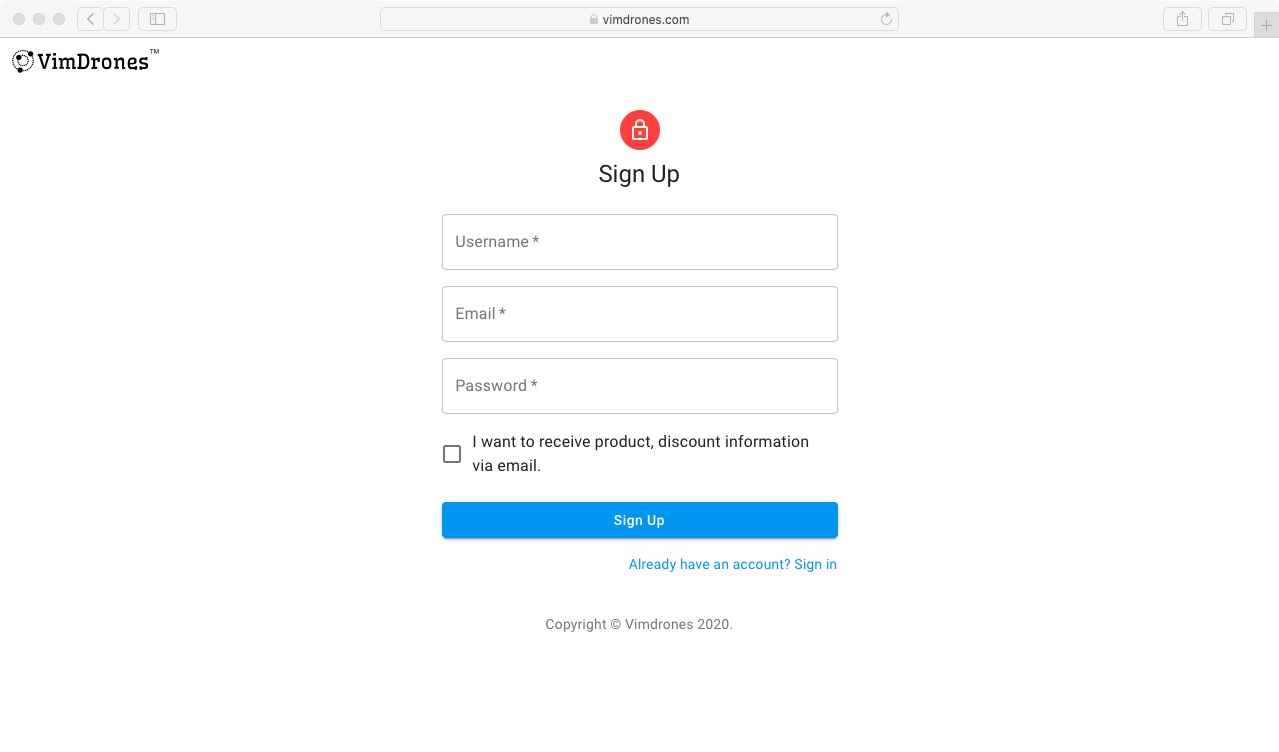 vimdrones.com
VimDrones™
Sign Up
Username *
Email *
Password *
I want to receive product, discount information
via email.
Sign Up
Already have an account? Sign in
Copyright © Vimdrones 2020.